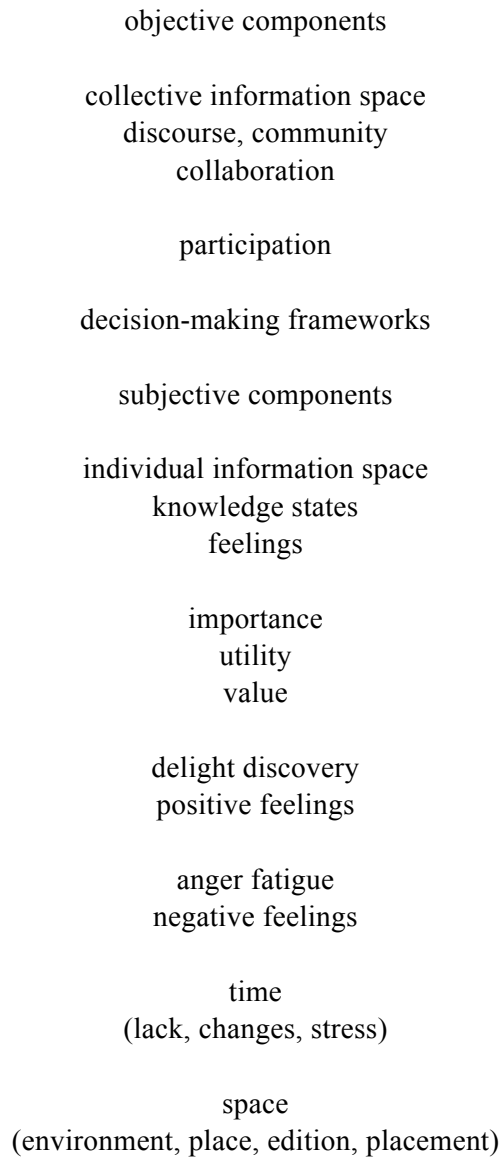 objective components
collective information space
discourse, community
collaboration
participation
decision-making frameworks
subjective components
individual information space
knowledge states
feelings
importance
utility
value
delight discovery
positive feelings
anger fatigue
negative feelings
time
(lack, changes, stress)
space
(environment, place, edition, placement)